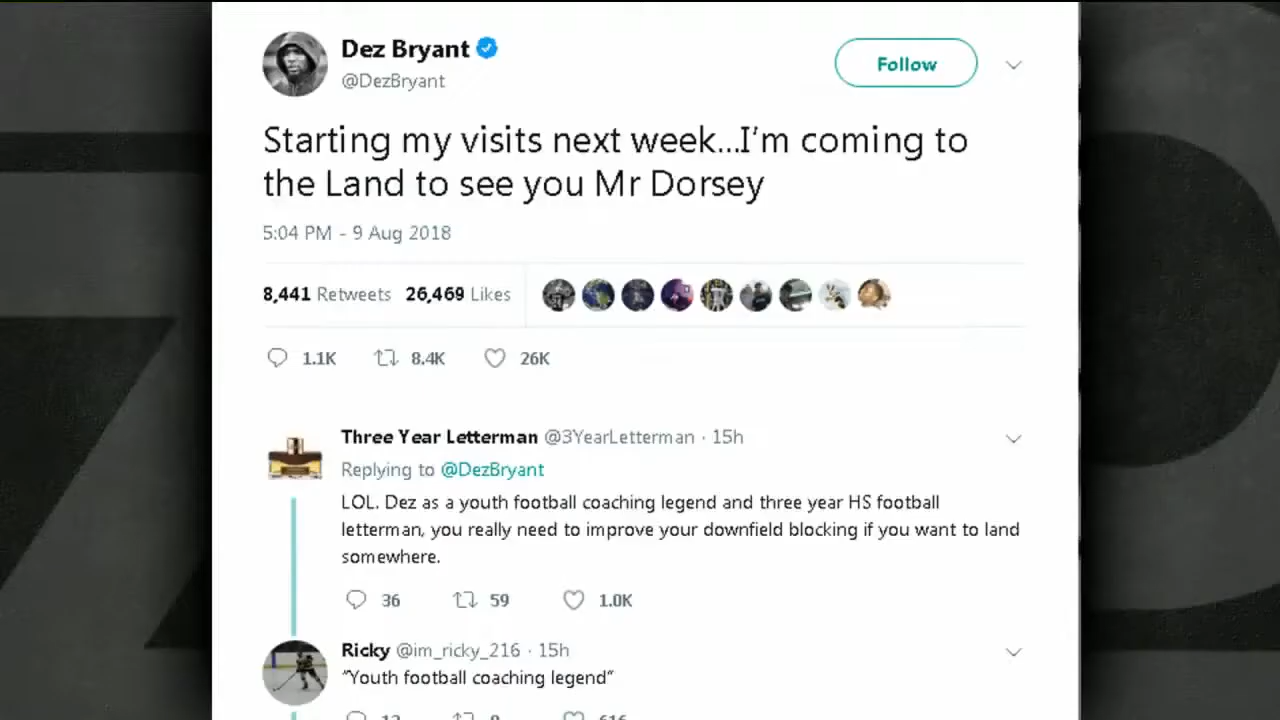 Dez Bryant
@DezBryant
Follow
Starting my visits next week...I'm coming to
the Land to see you Mr Dorsey
5:04 PM - 9 Aug 2018
8,441 Retweets 26,469 Likes
1.1K 8.4K 26K
Three Year Letterman @3YearLetterman · 15h
Replying to @DezBryant
LOL. Dez as a youth football coaching legend and three year HS football
letterman, you really need to improve your downfield blocking if you want to land
somewhere.
36 59 1.0K
Ricky @im_ricky_216 · 15h
"Youth football coaching legend"